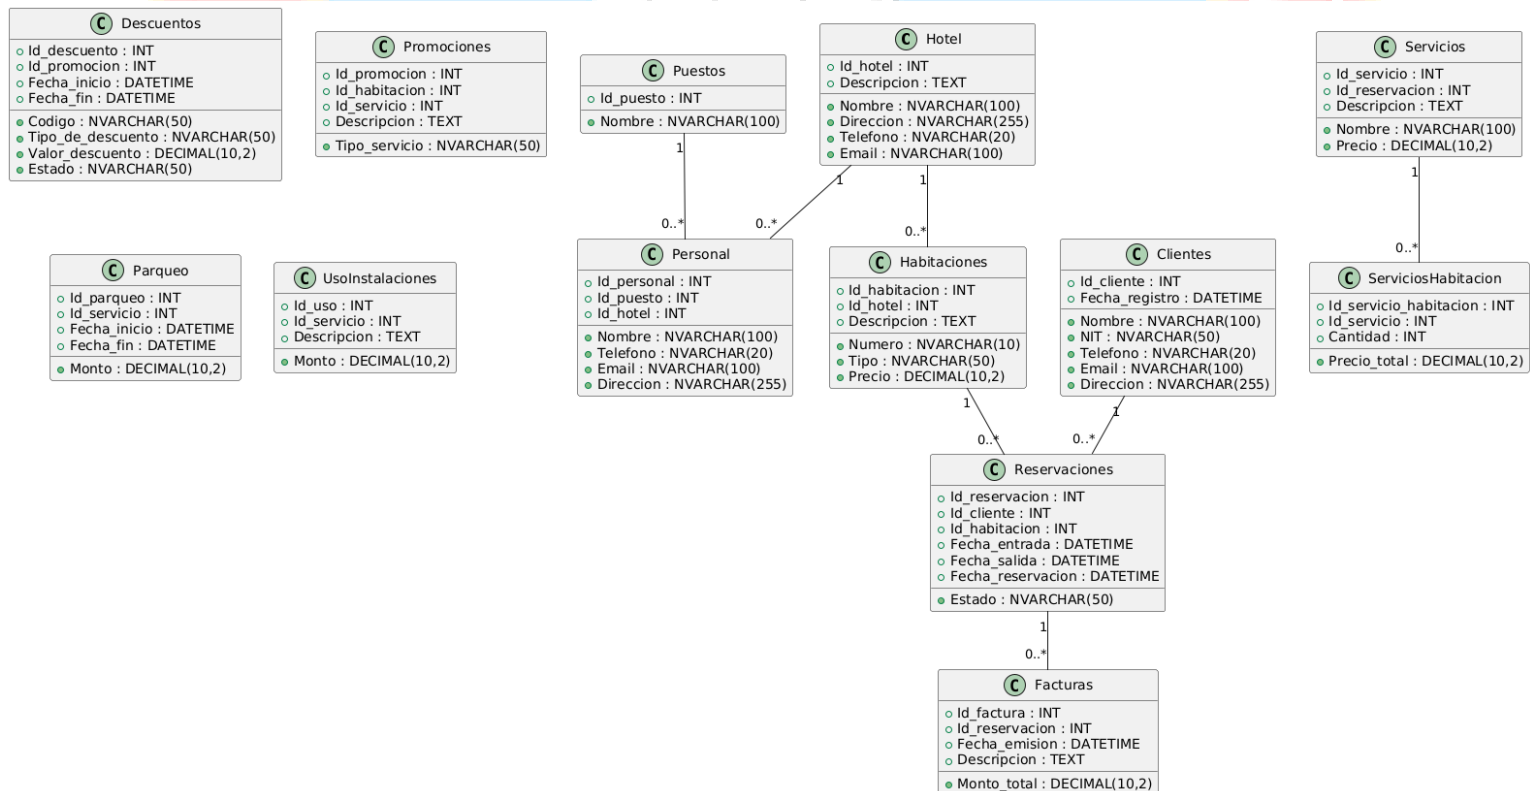 C Descuentos
Id_descuento : INT
Id_promocion : INT
Fecha_inicio : DATETIME
Fecha_fin : DATETIME
Codigo : NVARCHAR(50)
Tipo_de_descuento : NVARCHAR(50)
Valor_descuento : DECIMAL(10,2)
Estado : NVARCHAR(50)
C Promociones
Id_promocion : INT
Id_habitacion : INT
Id_servicio : INT
Descripcion : TEXT
Tipo_servicio : NVARCHAR(50)
C Puestos
Id_puesto : INT
Nombre : NVARCHAR(100)
C Hotel
Id_hotel : INT
Descripcion : TEXT
Nombre : NVARCHAR(100)
Direccion : NVARCHAR(255)
Telefono : NVARCHAR(20)
Email : NVARCHAR(100)
C Servicios
Id_servicio : INT
Id_reservacion : INT
Descripcion : TEXT
Nombre : NVARCHAR(100)
Precio : DECIMAL(10,2)
1
0..*
1
0..*
1
0..*
1
0..*
C Parqueo
Id_parqueo : INT
Id_servicio : INT
Fecha_inicio : DATETIME
Fecha_fin : DATETIME
Monto : DECIMAL(10,2)
C UsoInstalaciones
Id_uso : INT
Id_servicio : INT
Descripcion : TEXT
Monto : DECIMAL(10,2)
C Personal
Id_personal : INT
Id_puesto : INT
Id_hotel : INT
Nombre : NVARCHAR(100)
Telefono : NVARCHAR(20)
Email : NVARCHAR(100)
Direccion : NVARCHAR(255)
C Habitaciones
Id_habitacion : INT
Id_hotel : INT
Descripcion : TEXT
Numero : NVARCHAR(10)
Tipo : NVARCHAR(50)
Precio : DECIMAL(10,2)
C Clientes
Id_cliente : INT
Fecha_registro : DATETIME
Nombre : NVARCHAR(100)
NIT : NVARCHAR(50)
Telefono : NVARCHAR(20)
Email : NVARCHAR(100)
Direccion : NVARCHAR(255)
C ServiciosHabitacion
Id_servicio_habitacion : INT
Id_servicio : INT
Cantidad : INT
Precio_total : DECIMAL(10,2)
1
0..*
1
0..*
C Reservaciones
Id_reservacion : INT
Id_cliente : INT
Id_habitacion : INT
Fecha_entrada : DATETIME
Fecha_salida : DATETIME
Fecha_reservacion : DATETIME
Estado : NVARCHAR(50)
1
0..*
C Facturas
Id_factura : INT
Id_reservacion : INT
Fecha_emision : DATETIME
Descripcion : TEXT
Monto_total : DECIMAL(10,2)